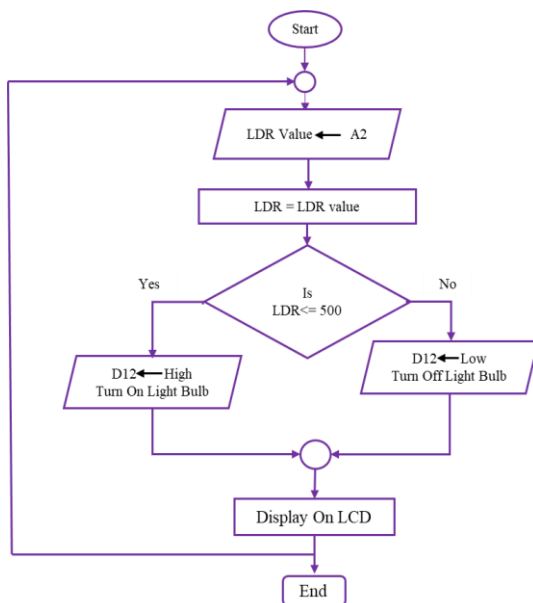 Start
LDR Value ← A2
LDR = LDR value
Yes
No
Is
LDR<= 500
D12←High
Turn On Light Bulb
D12←Low
Turn Off Light Bulb
Display On LCD
End